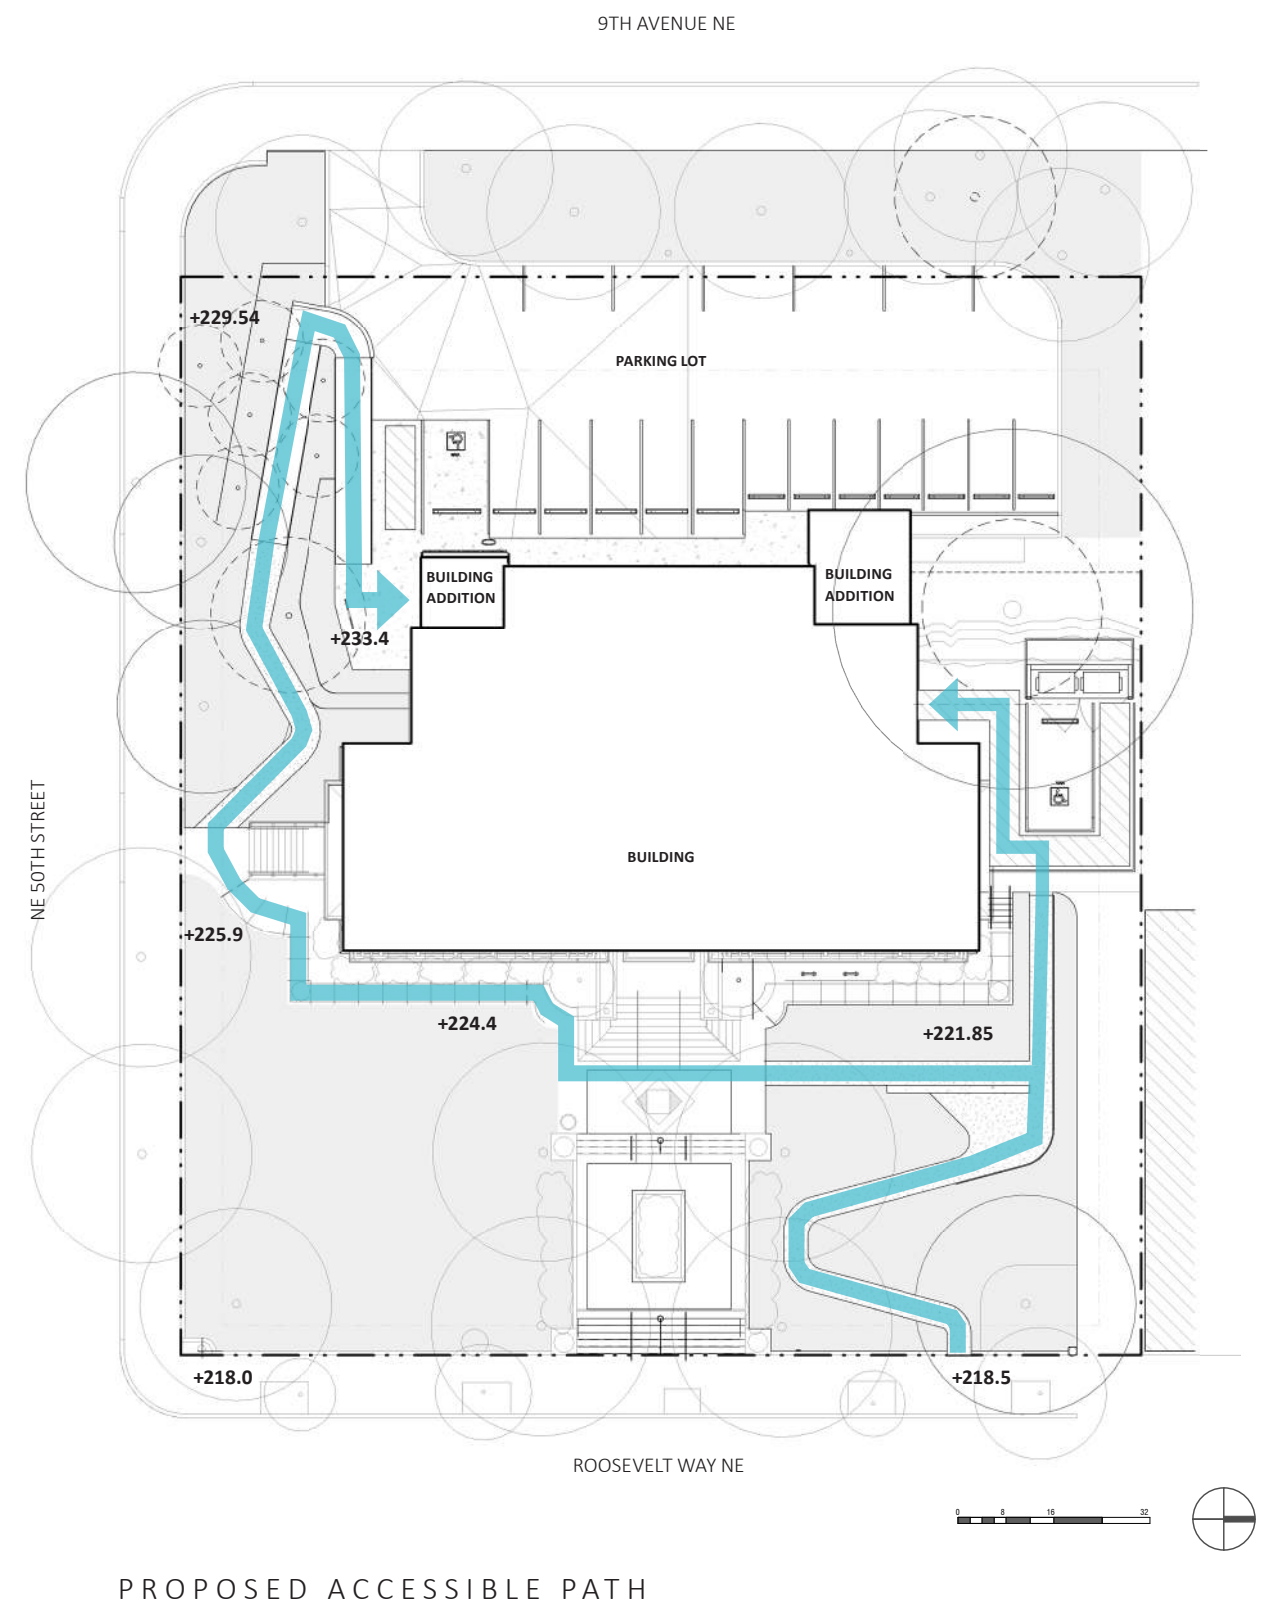 9TH AVENUE NE
+229.54
PARKING LOT
BUILDING
ADDITION
BUILDING
ADDITION
+233.4
NE 50TH STREET
BUILDING
+225.9
+224.4
+221.85
+218.0
+218.5
ROOSEVELT WAY NE
0 8 16 32
PROPOSED ACCESSIBLE PATH